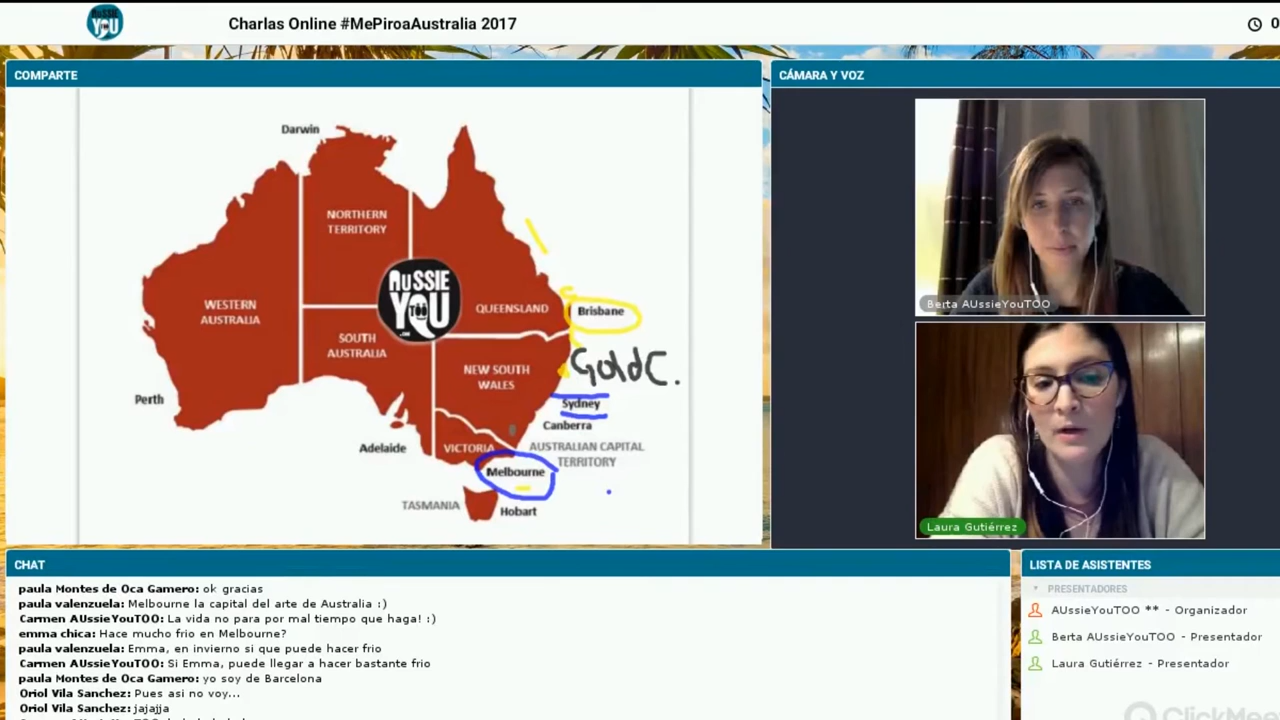 AUSSIE
YOU
Charlas Online #MePiroaAustralia 2017
0
COMPARTE
Darwin
NORTHERN
TERRITORY
WESTERN
AUSTRALIA
AUSSIE
YOU
TOO
.com
QUEENSLAND
Brisbane
SOUTH
AUSTRALIA
NEW SOUTH
WALES
GoldC.
Perth
Sydney
Canberra
Adelaide
VICTORIA
AUSTRALIAN CAPITAL
TERRITORY
Melbourne
TASMANIA
Hobart
CÁMARA Y VOZ
Berta AUssieYouTOO
Laura Gutiérrez
CHAT
paula Montes de Oca Gamero: ok gracias
paula valenzuela: Melbourne la capital del arte de Australia :)
Carmen AUssieYouTOO: La vida no para por mal tiempo que haga! :)
emma chica: Hace mucho frio en Melbourne?
paula valenzuela: Emma, en invierno si que puede hacer frio
Carmen AUssieYouTOO: Si Emma, puede llegar a hacer bastante frio
paula Montes de Oca Gamero: yo soy de Barcelona
Oriol Vila Sanchez: Pues asi no voy...
Oriol Vila Sanchez: jajajja
LISTA DE ASISTENTES
PRESENTADORES
AUssieYouTOO ** - Organizador
Berta AUssieYouTOO - Presentador
Laura Gutiérrez - Presentador